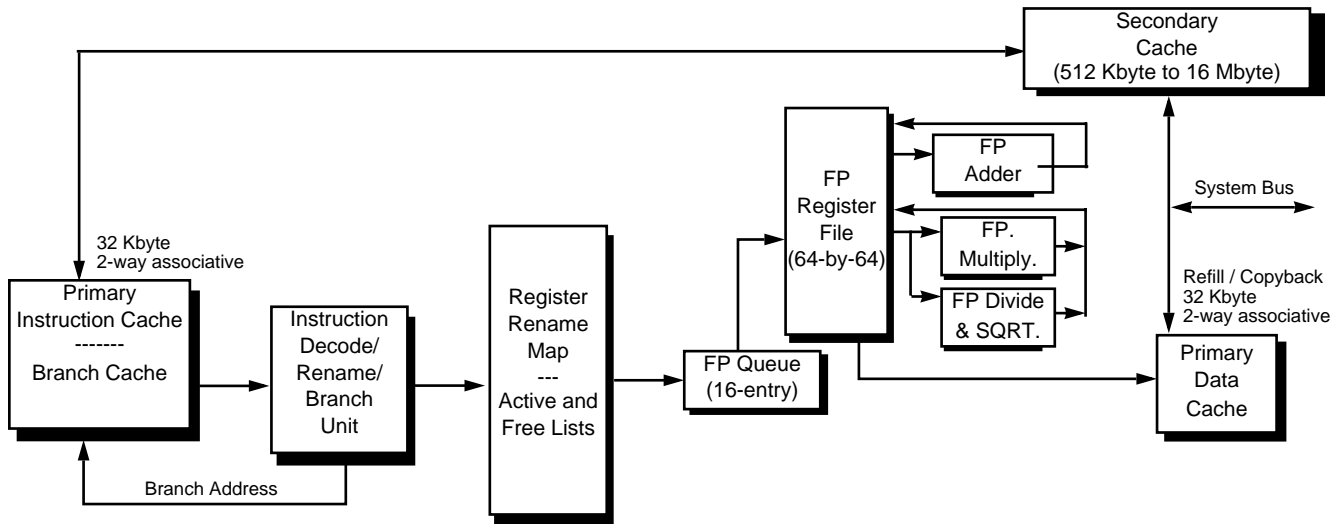 Secondary
Cache
(512 Kbyte to 16 Mbyte)
FP
Adder
FP
Register
File
(64-by-64)
System Bus
32 Kbyte
2-way associative
FP.
Multiply.
Refill / Copyback
32 Kbyte
2-way associative
Primary
Instruction Cache
-------
Branch Cache
Instruction
Decode/
Rename/
Branch
Unit
Register
Rename
Map
---
Active and
Free Lists
FP Divide
& SQRT.
FP Queue
(16-entry)
Primary
Data
Cache
Branch Address